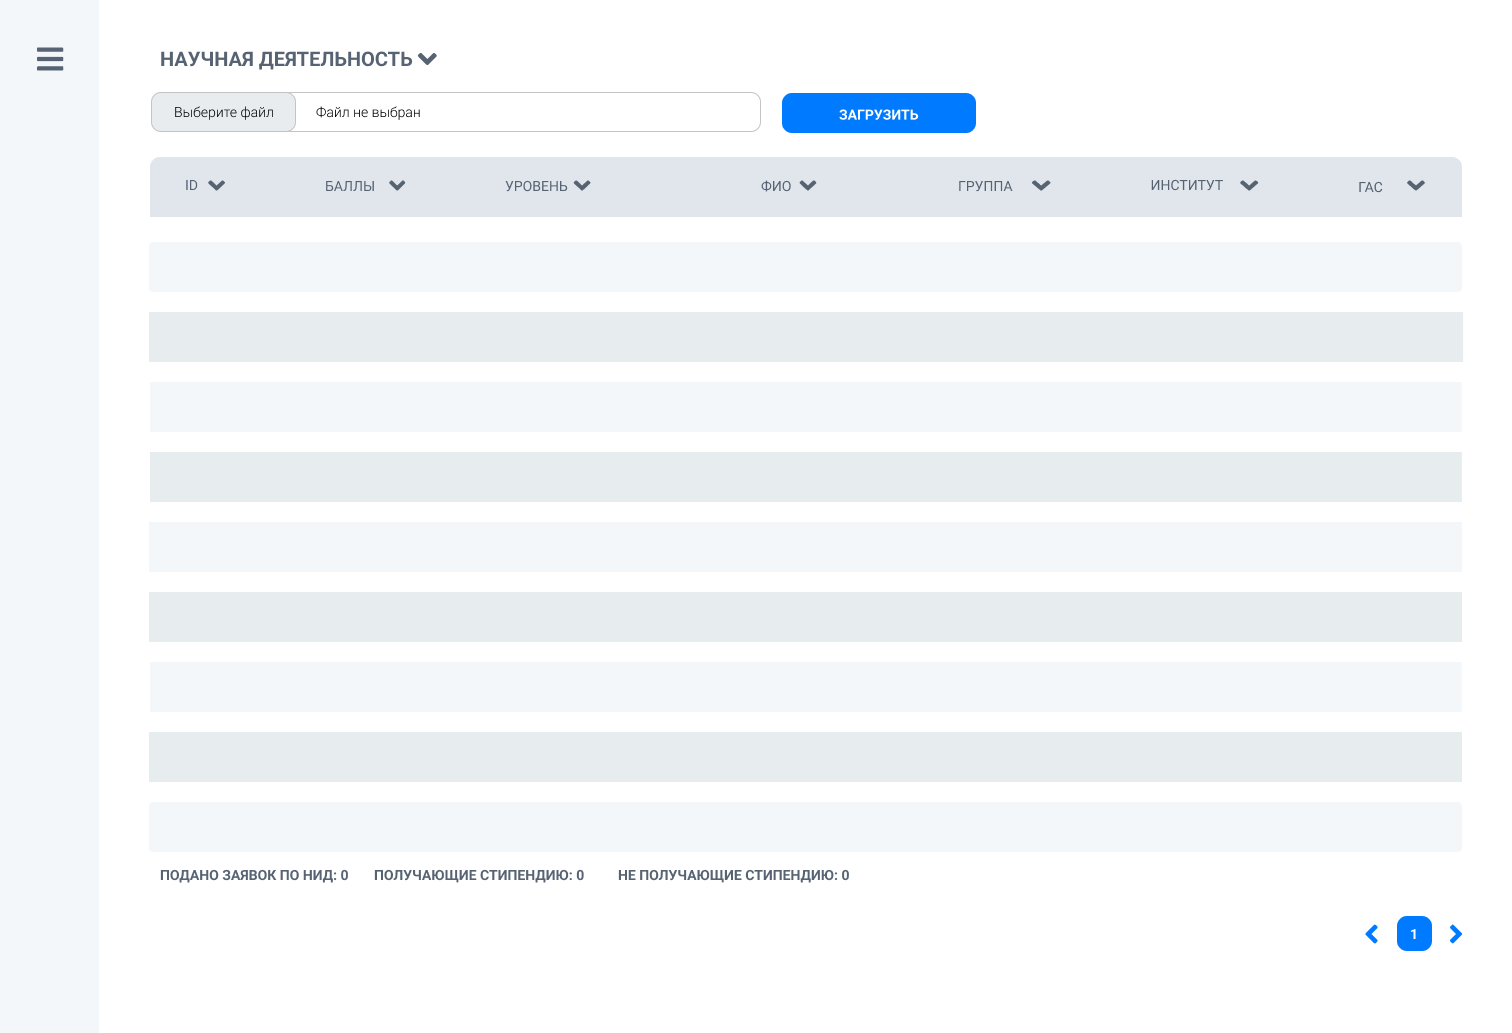 НАУЧНАЯ ДЕЯТЕЛЬНОСТЬ
Выберите файл Файл не выбран ЗАГРУЗИТЬ
ID БАЛЛЫ УРОВЕНЬ ФИО ГРУППА ИНСТИТУТ ГАС
ПОДАНО ЗАЯВОК ПО НИД: 0 ПОЛУЧАЮЩИЕ СТИПЕНДИЮ: 0 НЕ ПОЛУЧАЮЩИЕ СТИПЕНДИЮ: 0
1